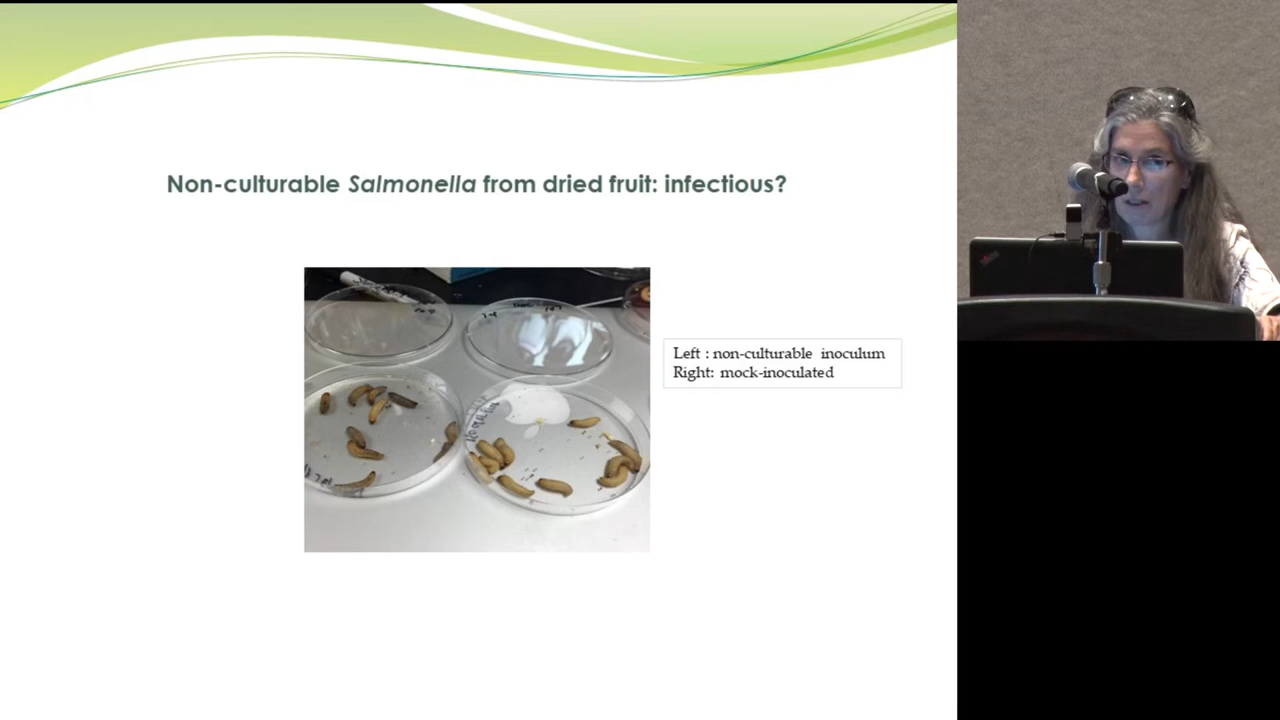 Non-culturable Salmonella from dried fruit: infectious?
Left : non-culturable inoculum
Right: mock-inoculated